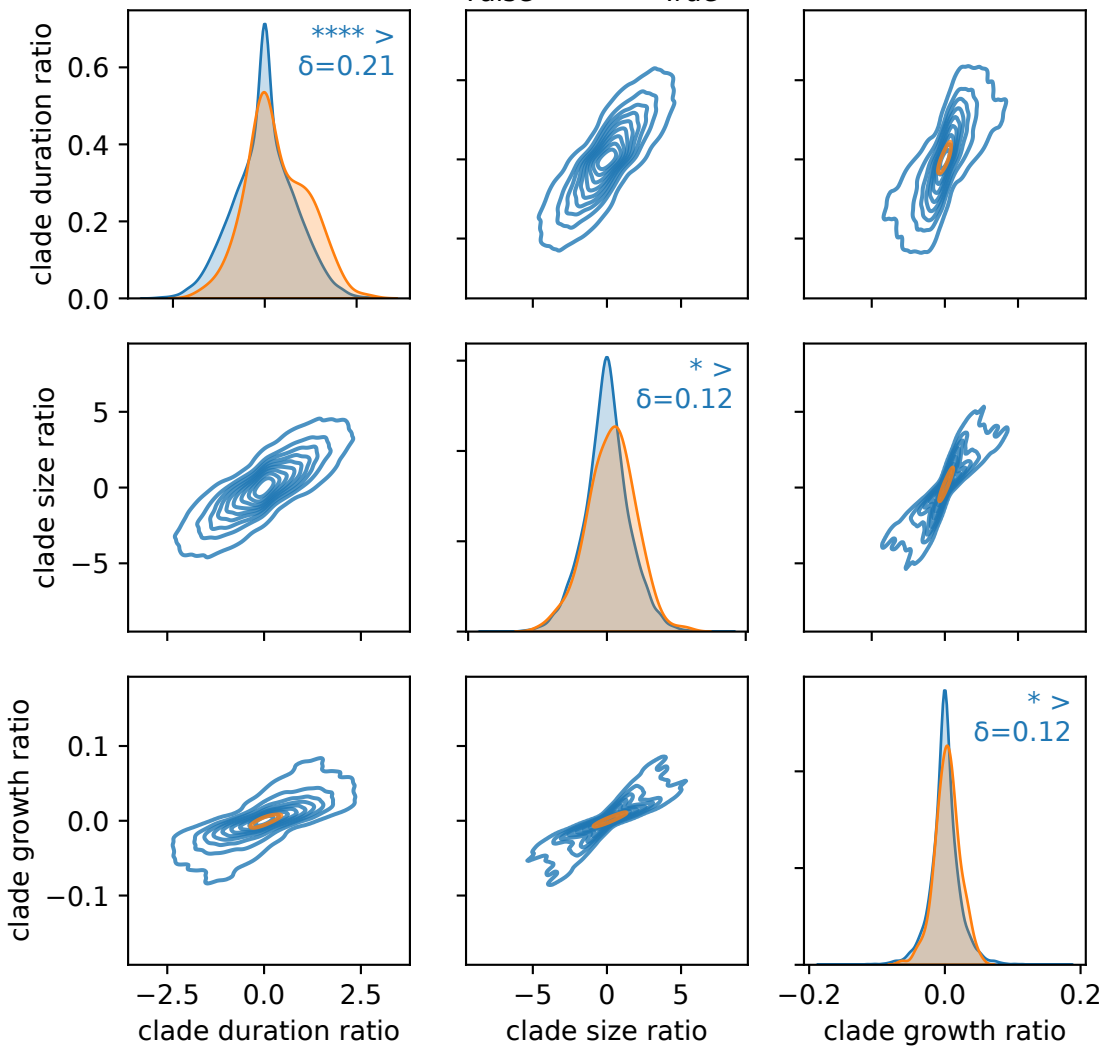 clade duration ratio
0.6
0.4
0.2
0.0
**** >
δ=0.21
clade size ratio
5
0
−5
* >
δ=0.12
clade growth ratio
0.1
0.0
−0.1
* >
δ=0.12
−2.5 0.0 2.5
−5 0 5
−0.2 0.0 0.2
clade duration ratio
clade size ratio
clade growth ratio